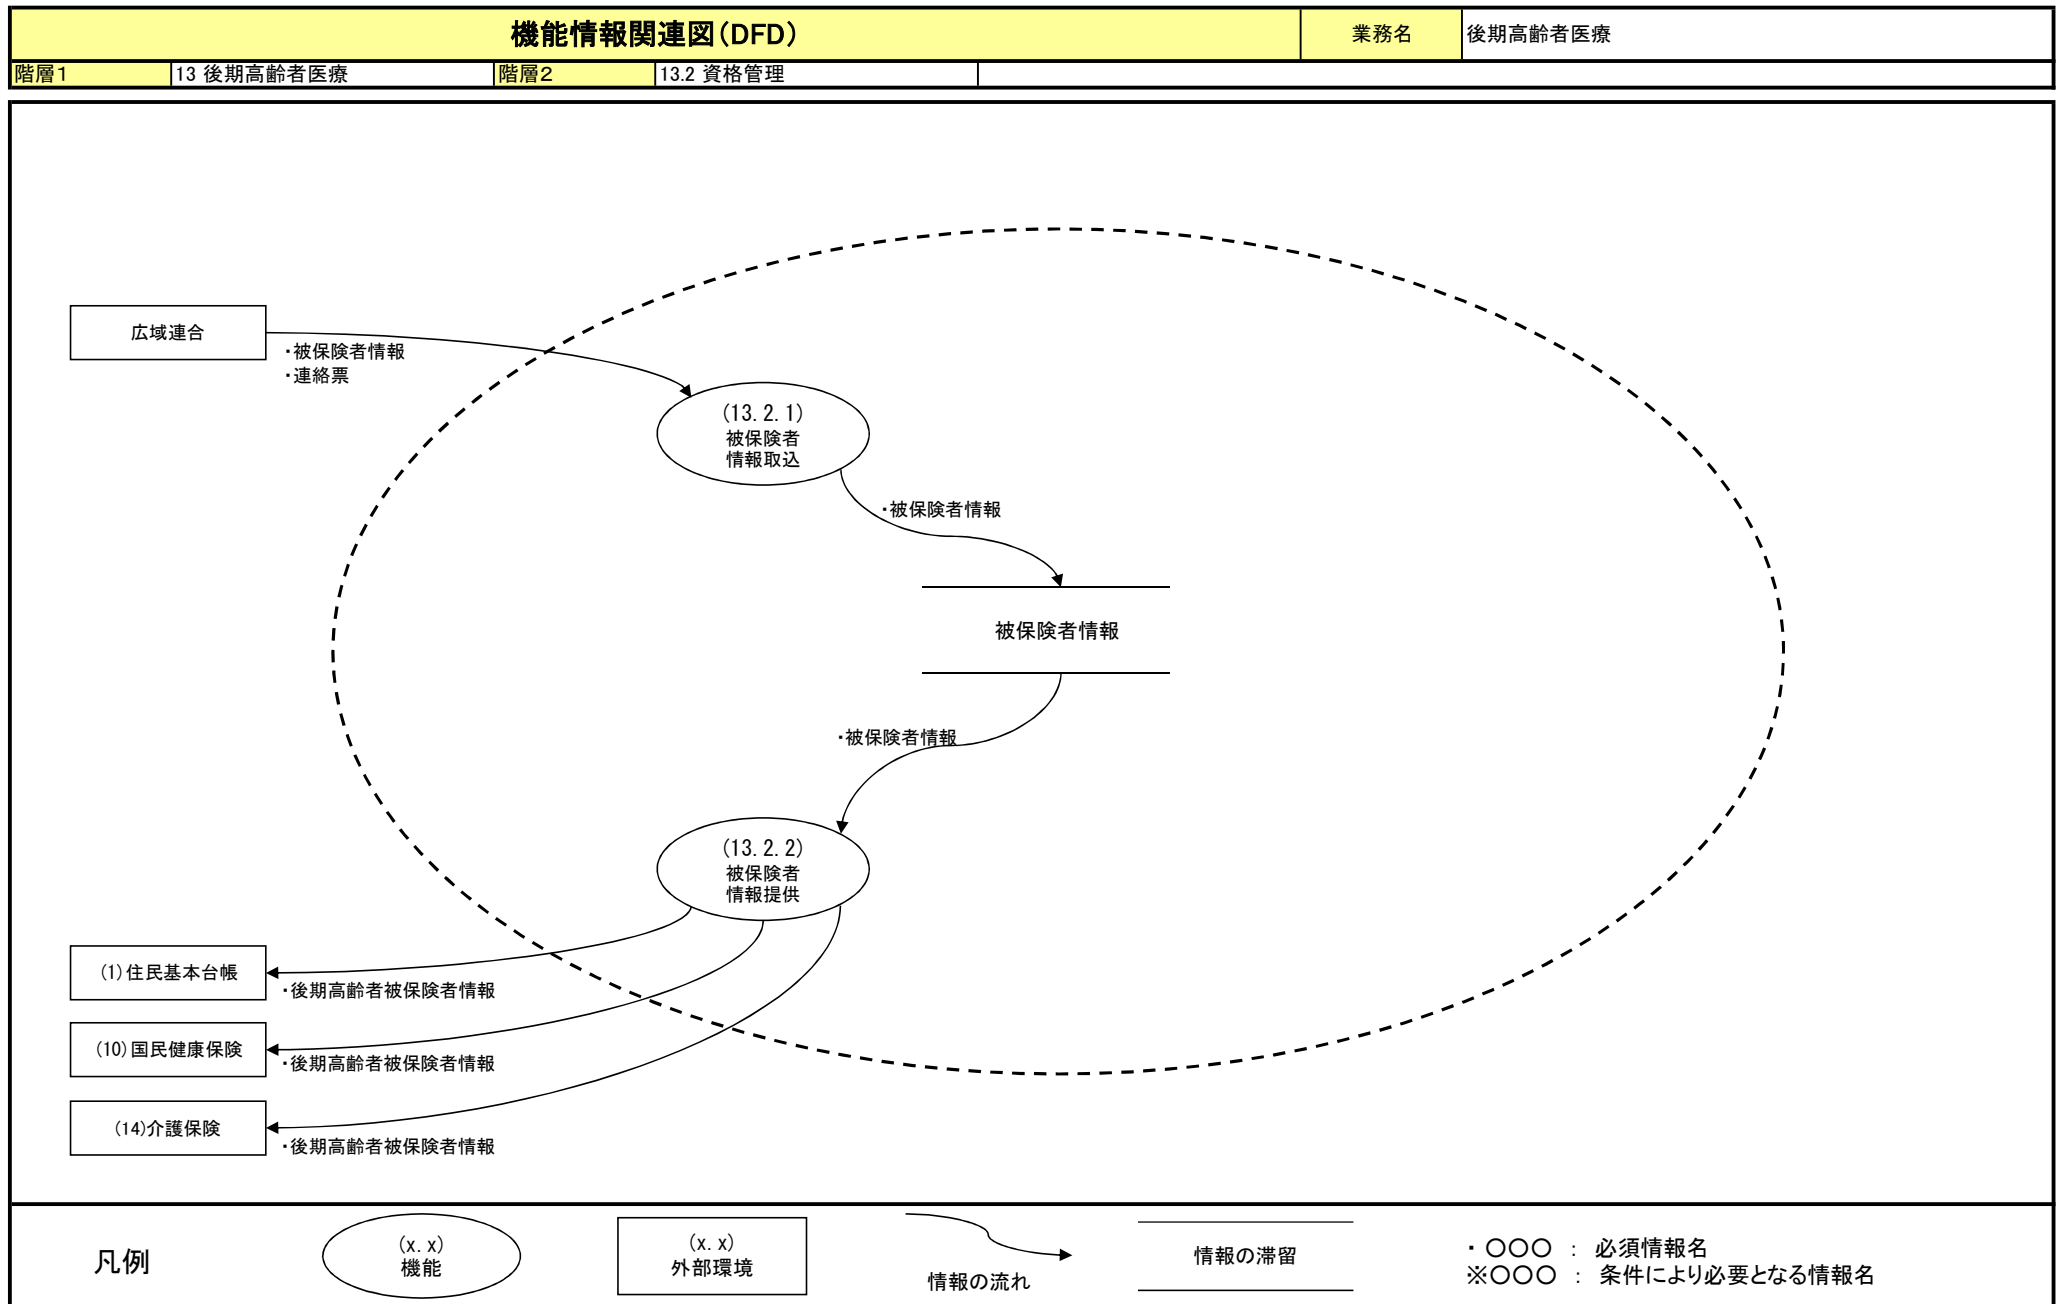 機能情報関連図（DFD）
業務名
後期高齢者医療
階層１
13 後期高齢者医療
階層２
13.2 資格管理
広域連合
・被保険者情報
・連絡票
(13.2.1)
被保険者
情報取込
・被保険者情報
被保険者情報
・被保険者情報
(13.2.2)
被保険者
情報提供
(1)住民基本台帳
・後期高齢者被保険者情報
(10)国民健康保険
・後期高齢者被保険者情報
(14)介護保険
・後期高齢者被保険者情報
凡例
(x.x)
機能
(x.x)
外部環境
情報の流れ
情報の滞留
・〇〇〇 ： 必須情報名
※〇〇〇 ： 条件により必要となる情報名